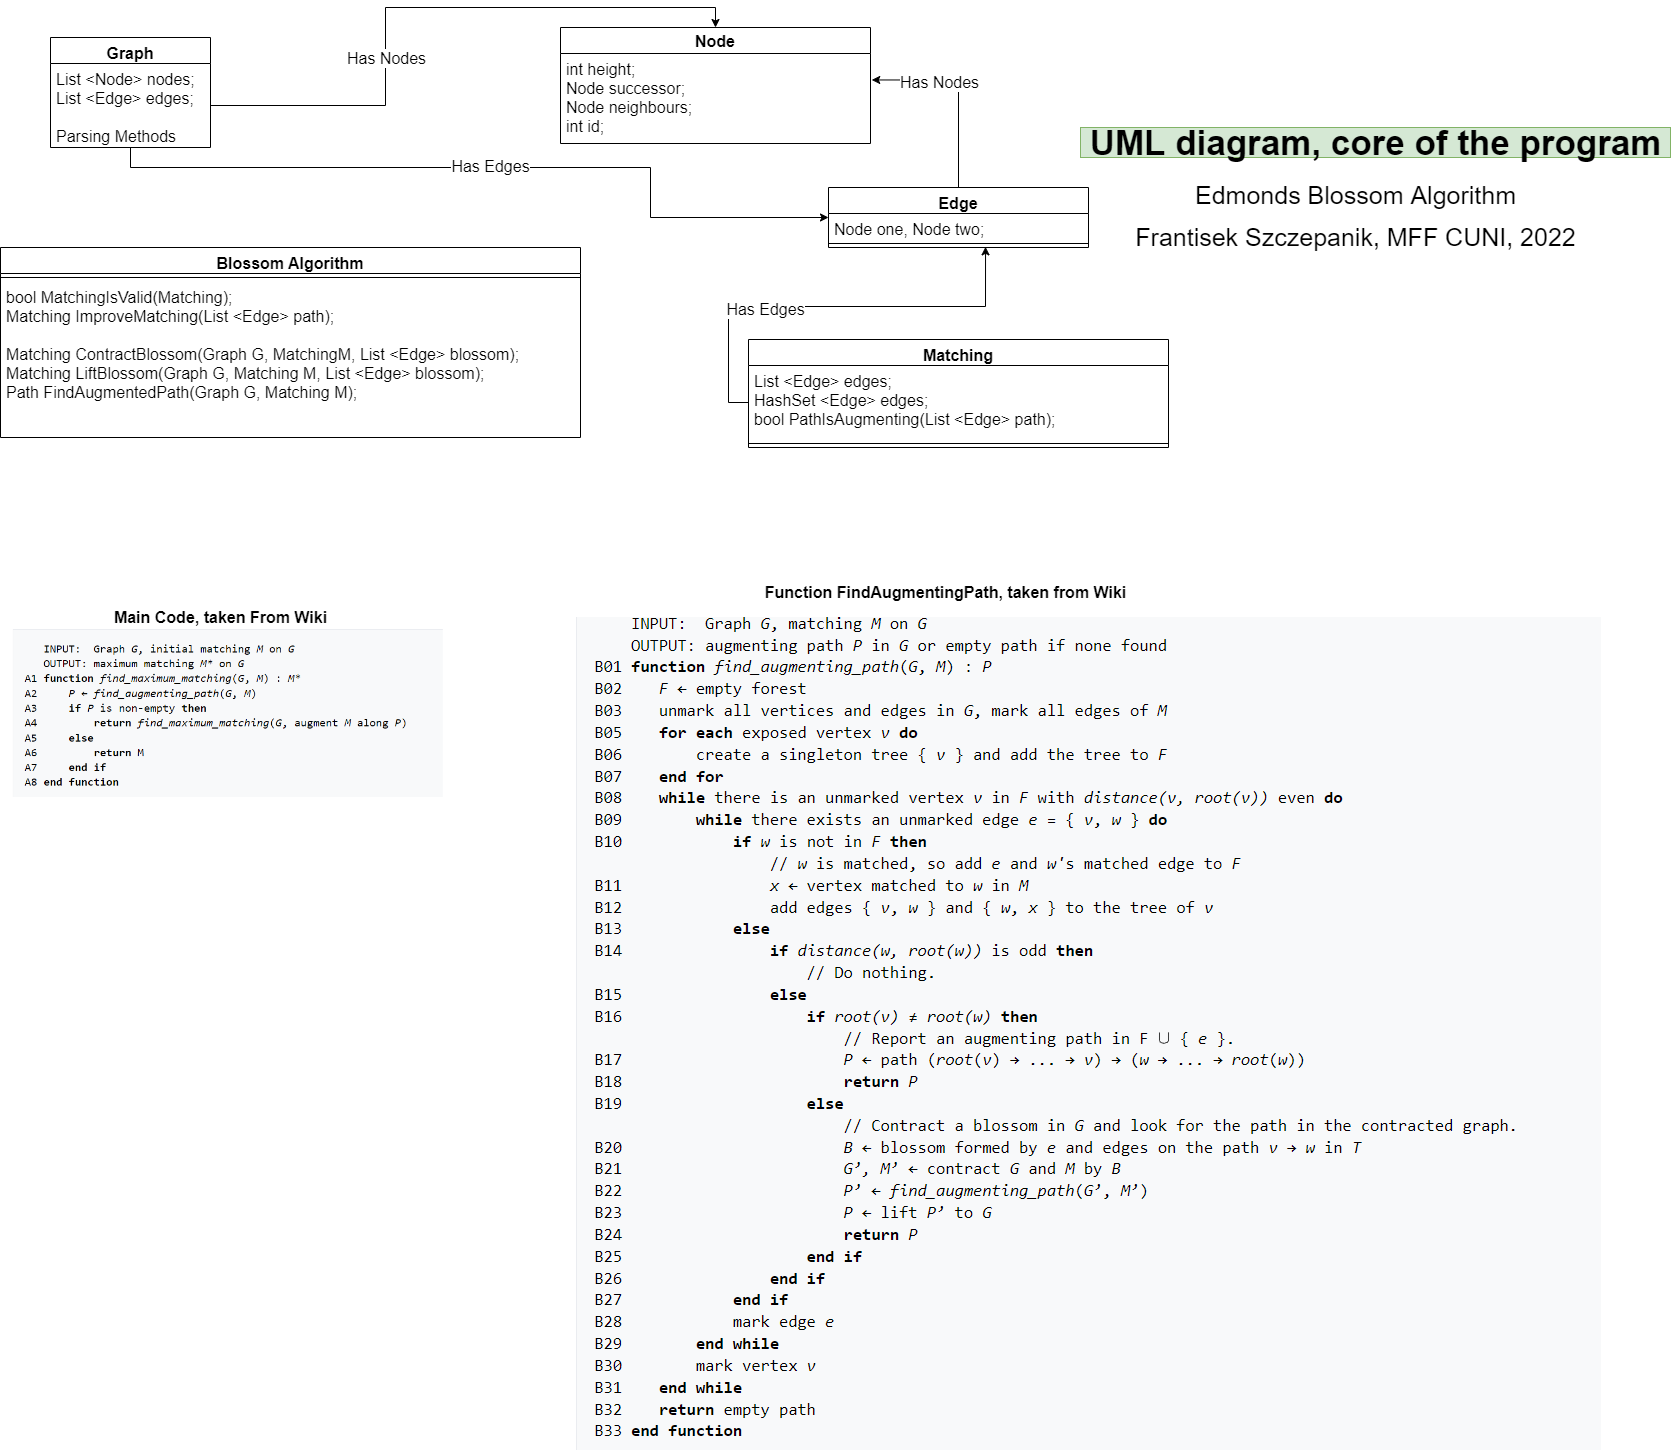 Graph
List <Node> nodes;
List <Edge> edges;
Parsing Methods
Has Nodes
Node
int height;
Node successor;
Node neighbours;
int id;
Has Nodes
Has Edges
UML diagram, core of the program
Edmonds Blossom Algorithm
Frantisek Szczepanik, MFF CUNI, 2022
Edge
Node one, Node two;
Blossom Algorithm
bool MatchingIsValid(Matching);
Matching ImproveMatching(List <Edge> path);
Matching ContractBlossom(Graph G, MatchingM, List <Edge> blossom);
Matching LiftBlossom(Graph G, Matching M, List <Edge> blossom);
Path FindAugmentedPath(Graph G, Matching M);
Has Edges
Matching
List <Edge> edges;
HashSet <Edge> edges;
bool PathIsAugmenting(List <Edge> path);
Main Code, taken From Wiki
INPUT: Graph G, initial matching M on G
OUTPUT: maximum matching M* on G
A1 function find_maximum_matching(G, M) : M*
A2 P ← find_augmenting_path(G, M)
A3 if P is non-empty then
A4 return find_maximum_matching(G, augment M along P)
A5 else
A6 return M
A7 end if
A8 end function
Function FindAugmentingPath, taken from Wiki
INPUT: Graph G, matching M on G
OUTPUT: augmenting path P in G or empty path if none found
B01 function find_augmenting_path(G, M) : P
B02 F ← empty forest
B03 unmark all vertices and edges in G, mark all edges of M
B05 for each exposed vertex v do
B06 create a singleton tree { v } and add the tree to F
B07 end for
B08 while there is an unmarked vertex v in F with distance(v, root(v)) even do
B09 while there exists an unmarked edge e = { v, w } do
B10 if w is not in F then
// w is matched, so add e and w's matched edge to F
B11 x ← vertex matched to w in M
B12 add edges { v, w } and { w, x } to the tree of v
B13 else
B14 if distance(w, root(w)) is odd then
// Do nothing.
B15 else
B16 if root(v) ≠ root(w) then
// Report an augmenting path in F ∪ { e }.
B17 P ← path (root(v) → ... → v) → (w → ... → root(w))
B18 return P
B19 else
// Contract a blossom in G and look for the path in the contracted graph.
B20 B ← blossom formed by e and edges on the path v → w in T
B21 G’, M’ ← contract G and M by B
B22 P’ ← find_augmenting_path(G’, M’)
B23 P ← lift P’ to G
B24 return P
B25 end if
B26 end if
B27 end if
B28 mark edge e
B29 end while
B30 mark vertex v
B31 end while
B32 return empty path
B33 end function